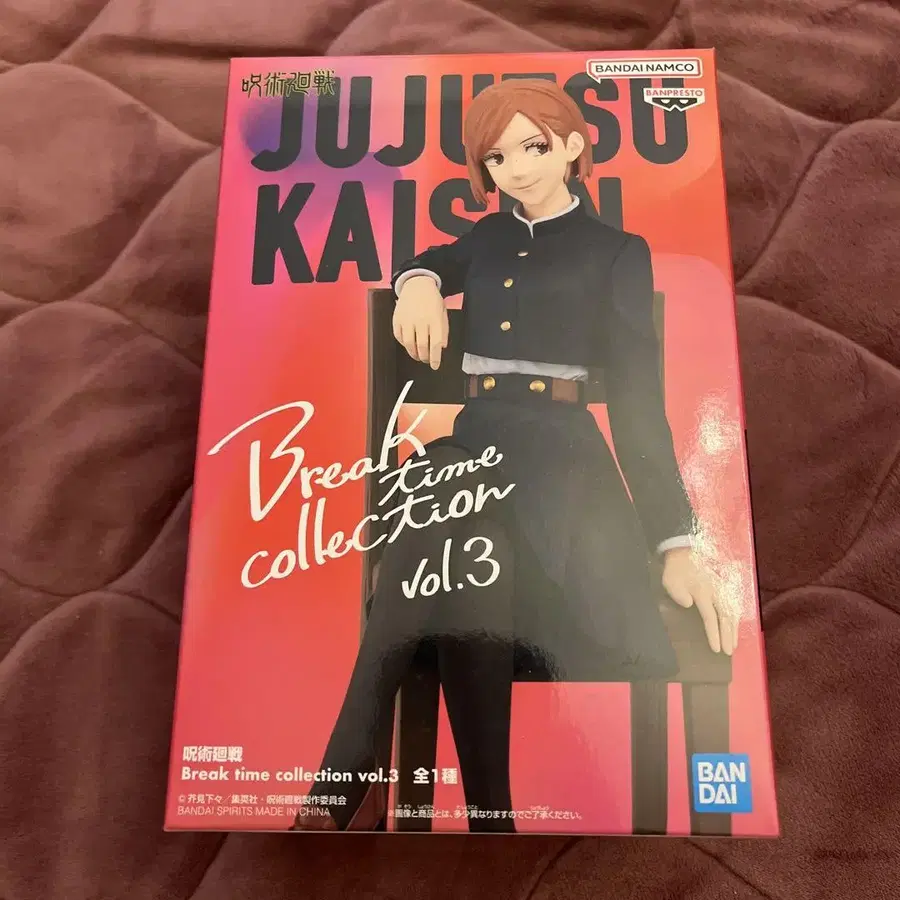 呪術廻戦
BANDAI NAMCO
BANPRESTO
JUJUTSU
KAISEN
Break
time
collection
vol.3
呪術廻戦
Break time collection vol.3 全1種
©芥見下々/集英社・呪術廻戦製作委員会
BANDAI SPIRITS MADE IN CHINA
※画像と商品とは、多少異なりますのでご了承ください。
BAN
DAI